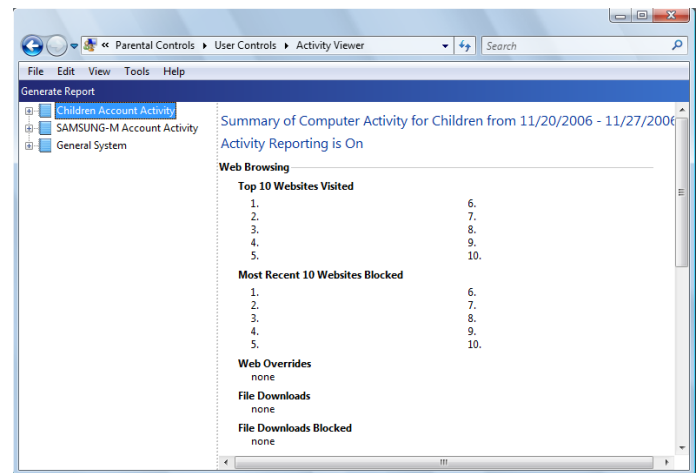 « Parental Controls ▸ User Controls ▸ Activity Viewer
Search
File Edit View Tools Help
Generate Report
Children Account Activity
SAMSUNG-M Account Activity
General System
Summary of Computer Activity for Children from 11/20/2006 - 11/27/2006
Activity Reporting is On
Web Browsing
Top 10 Websites Visited
1. 6.
2. 7.
3. 8.
4. 9.
5. 10.
Most Recent 10 Websites Blocked
1. 6.
2. 7.
3. 8.
4. 9.
5. 10.
Web Overrides
none
File Downloads
none
File Downloads Blocked
none